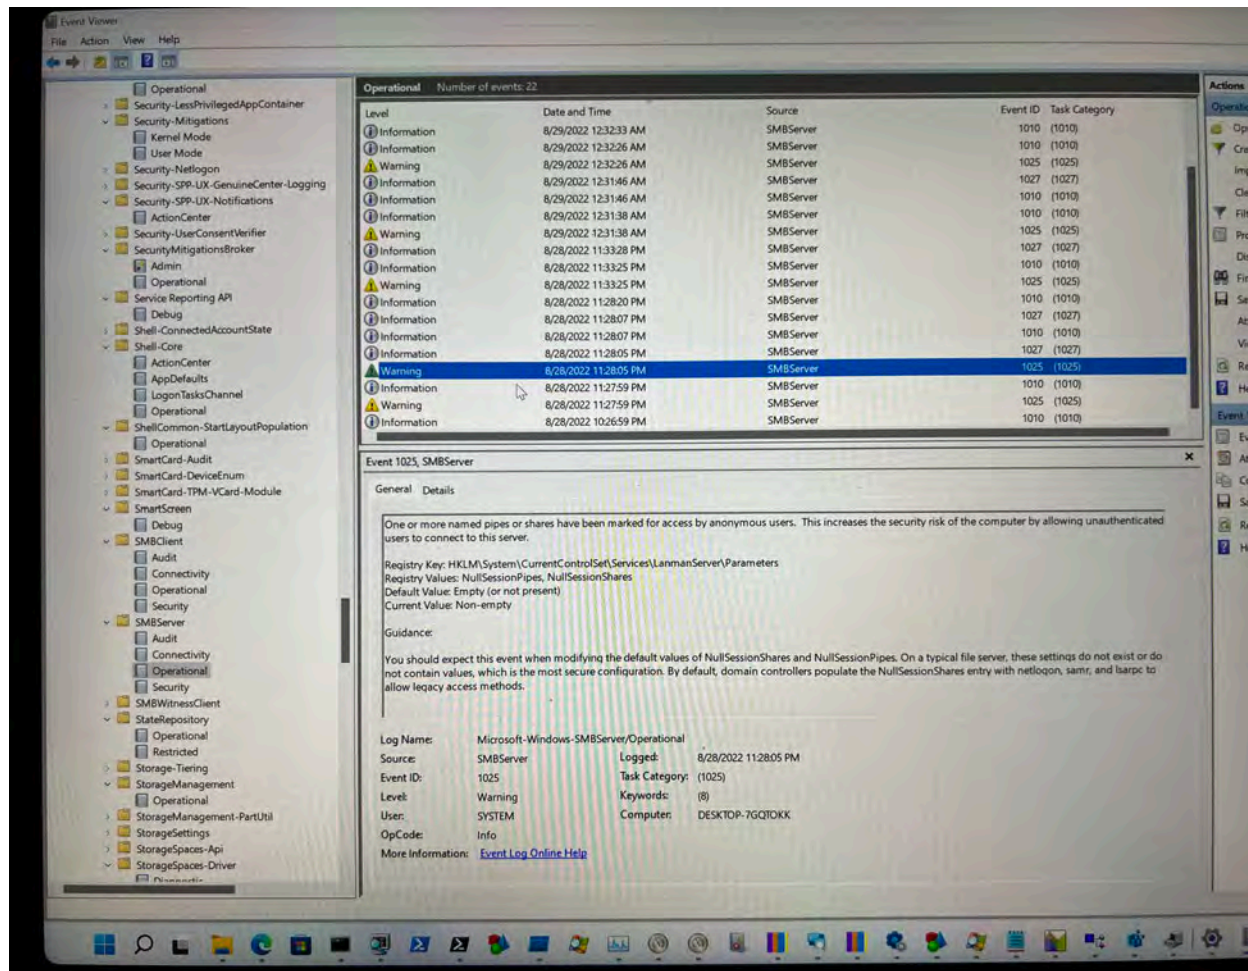 Event Viewer
File Action View Help
Operational
Security-LessPrivilegedAppContainer
Security-Mitigations
Kernel Mode
User Mode
Security-Netlogon
Security-SPP-UX-GenuineCenter-Logging
Security-SPP-UX-Notifications
ActionCenter
Security-UserConsentVerifier
SecurityMitigationsBroker
Admin
Operational
Service Reporting API
Debug
Shell-ConnectedAccountState
Shell-Core
ActionCenter
AppDefaults
LogonTasksChannel
Operational
ShellCommon-StartLayoutPopulation
Operational
SmartCard-Audit
SmartCard-DeviceEnum
SmartCard-TPM-VCard-Module
SmartScreen
Debug
SMBClient
Audit
Connectivity
Operational
Security
SMBServer
Audit
Connectivity
Operational
Security
SMBWitnessClient
StateRepository
Operational
Restricted
Storage-Tiering
StorageManagement
Operational
StorageManagement-PartUtil
StorageSettings
StorageSpaces-Api
StorageSpaces-Driver
Operational Number of events: 22
Level Date and Time Source Event ID Task Category
Information 8/29/2022 12:32:33 AM SMBServer 1010 (1010)
Information 8/29/2022 12:32:26 AM SMBServer 1010 (1010)
Warning 8/29/2022 12:32:26 AM SMBServer 1025 (1025)
Information 8/29/2022 12:31:46 AM SMBServer 1027 (1027)
Information 8/29/2022 12:31:46 AM SMBServer 1010 (1010)
Information 8/29/2022 12:31:38 AM SMBServer 1010 (1010)
Warning 8/29/2022 12:31:38 AM SMBServer 1025 (1025)
Information 8/28/2022 11:33:28 PM SMBServer 1027 (1027)
Information 8/28/2022 11:33:25 PM SMBServer 1010 (1010)
Warning 8/28/2022 11:33:25 PM SMBServer 1025 (1025)
Information 8/28/2022 11:28:20 PM SMBServer 1010 (1010)
Information 8/28/2022 11:28:07 PM SMBServer 1027 (1027)
Information 8/28/2022 11:28:07 PM SMBServer 1010 (1010)
Information 8/28/2022 11:28:05 PM SMBServer 1027 (1027)
Warning 8/28/2022 11:28:05 PM SMBServer 1025 (1025)
Information 8/28/2022 11:27:59 PM SMBServer 1010 (1010)
Warning 8/28/2022 11:27:59 PM SMBServer 1025 (1025)
Information 8/28/2022 10:26:59 PM SMBServer 1010 (1010)
Event 1025, SMBServer
General Details
One or more named pipes or shares have been marked for access by anonymous users. This increases the security risk of the computer by allowing unauthenticated
users to connect to this server.
Registry Key: HKLM\System\CurrentControlSet\Services\LanmanServer\Parameters
Registry Values: NullSessionPipes, NullSessionShares
Default Value: Empty (or not present)
Current Value: Non-empty
Guidance:
You should expect this event when modifying the default values of NullSessionShares and NullSessionPipes. On a typical file server, these settings do not exist or do
not contain values, which is the most secure configuration. By default, domain controllers populate the NullSessionShares entry with netlogon, samr, and lsarpc to
allow legacy access methods.
Log Name: Microsoft-Windows-SMBServer/Operational
Source: SMBServer Logged: 8/28/2022 11:28:05 PM
Event ID: 1025 Task Category: (1025)
Level: Warning Keywords: (8)
User: SYSTEM Computer: DESKTOP-7GQTOKK
OpCode: Info
More Information: Event Log Online Help
Actions